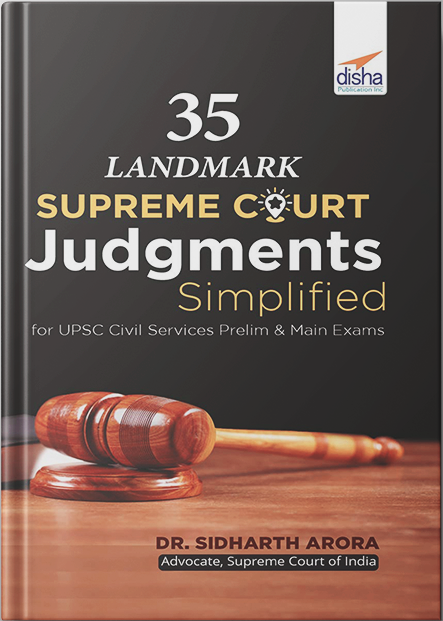 disha
Publication Inc
35
LANDMARK
SUPREME COURT
Judgments
Simplified
for UPSC Civil Services Prelim & Main Exams
DR. SIDHARTH ARORA
Advocate, Supreme Court of India